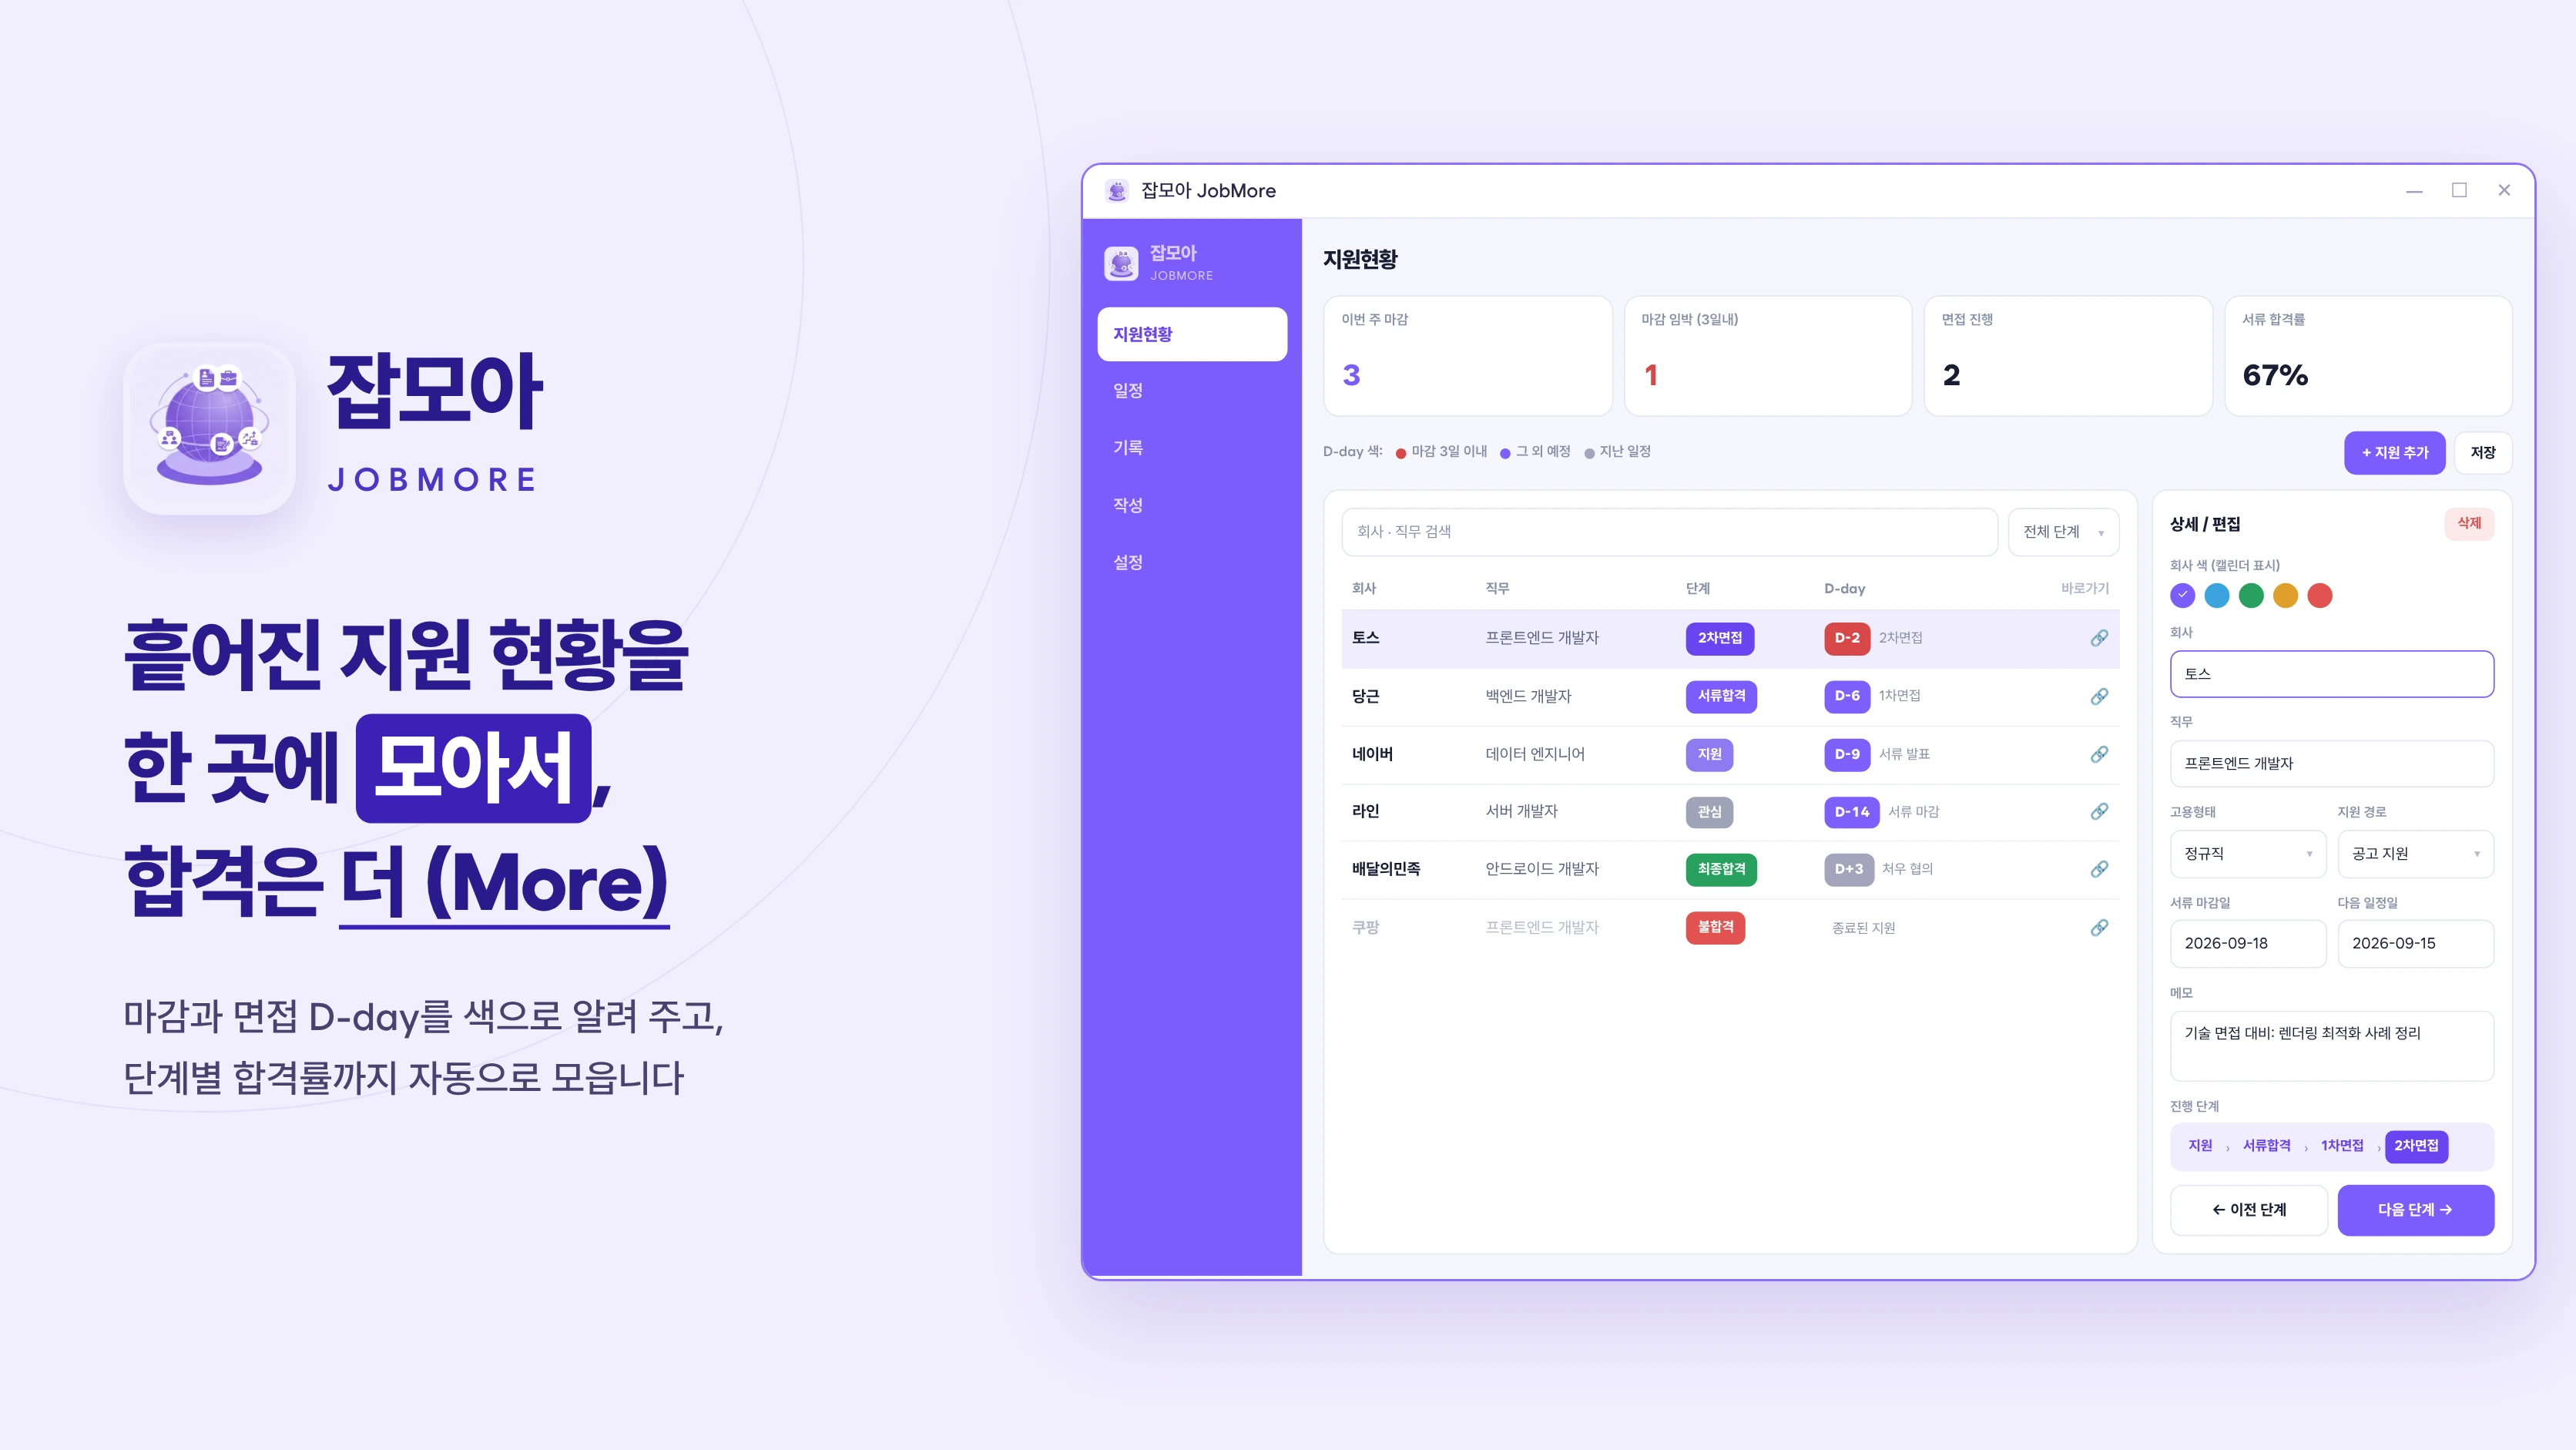 잡모아
JOBMORE
흩어진 지원 현황을
한 곳에 모아서,
합격은 더 (More)
마감과 면접 D-day를 색으로 알려 주고,
단계별 합격률까지 자동으로 모읍니다
잡모아 JobMore
잡모아
JOBMORE
지원현황
일정
기록
작성
설정
지원현황
이번 주 마감
3
마감 임박 (3일내)
1
면접 진행
2
서류 합격률
67%
D-day 색: 마감 3일 이내 그 외 예정 지난 일정
+ 지원 추가 저장
회사 · 직무 검색 전체 단계
회사 직무 단계 D-day 바로가기
토스 프론트엔드 개발자 2차면접 D-2 2차면접
당근 백엔드 개발자 서류합격 D-6 1차면접
네이버 데이터 엔지니어 지원 D-9 서류 발표
라인 서버 개발자 관심 D-14 서류 마감
배달의민족 안드로이드 개발자 최종합격 D+3 처우 협의
쿠팡 프론트엔드 개발자 불합격 종료된 지원
상세 / 편집 삭제
회사 색 (캘린더 표시)
회사
토스
직무
프론트엔드 개발자
고용형태 지원 경로
정규직 공고 지원
서류 마감일 다음 일정일
2026-09-18 2026-09-15
메모
기술 면접 대비: 렌더링 최적화 사례 정리
진행 단계
지원 › 서류합격 › 1차면접 › 2차면접
← 이전 단계 다음 단계 →